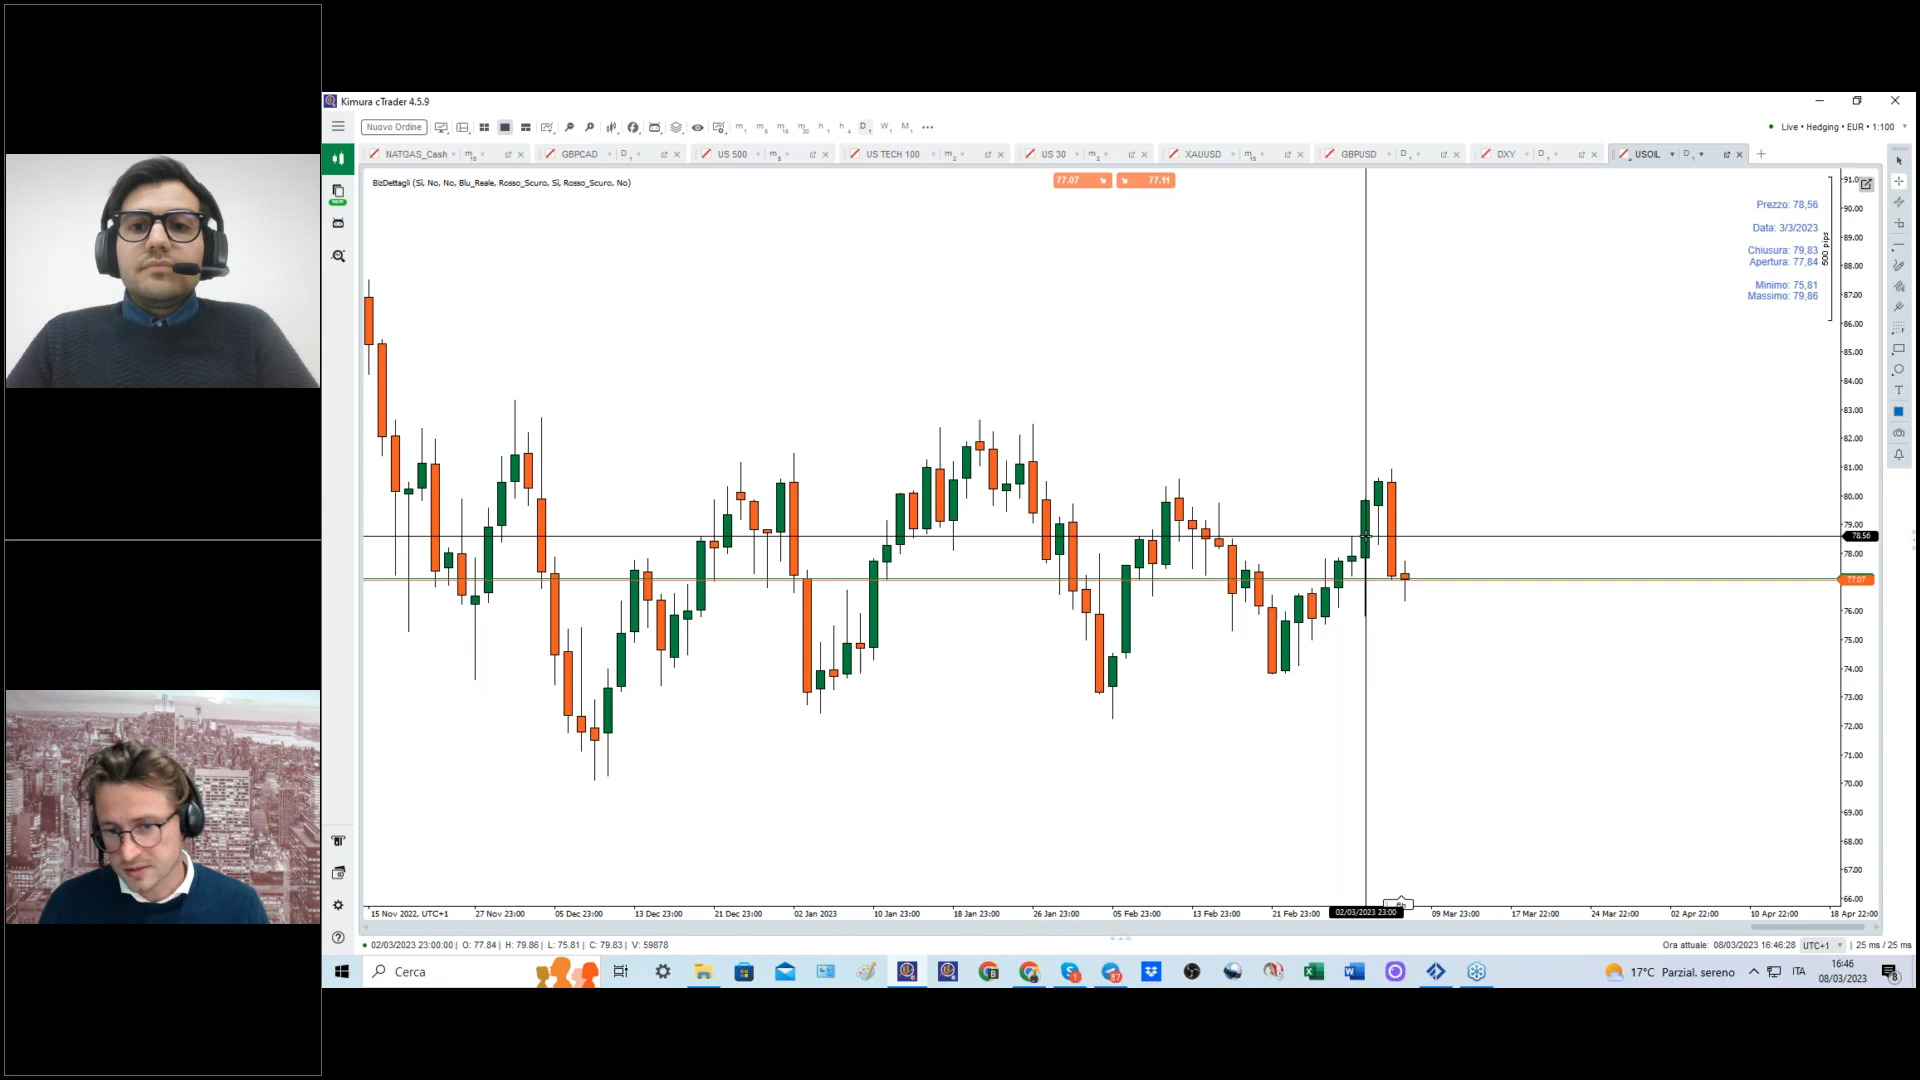 Kimura cTrader 4.5.9
Nuovo Ordine
D
W
M
Live • Hedging • EUR • 1:100
NATGAS_Cash
GBPCAD D
US 500
US TECH 100
US 30
XAUUSD
GBPUSD D
DXY D
USOIL D
BizDettagli (Sì, No, No, Blu_Reale, Rosso_Scuro, Sì, Rosso_Scuro, No)
77.07
77.11
Prezzo: 78,56
Data: 3/3/2023
Chiusura: 79,83
Apertura: 77,84
Minimo: 75,81
Massimo: 79,86
500 pips
90.00
89.00
88.00
87.00
86.00
85.00
84.00
83.00
82.00
81.00
80.00
79.00
78.56
78.00
77.07
76.00
75.00
74.00
73.00
72.00
71.00
70.00
69.00
68.00
67.00
66.00
15 Nov 2022, UTC+1
27 Nov 23:00
05 Dec 23:00
13 Dec 23:00
21 Dec 23:00
02 Jan 2023
10 Jan 23:00
18 Jan 23:00
26 Jan 23:00
05 Feb 23:00
13 Feb 23:00
21 Feb 23:00
02/03/2023 23:00
09 Mar 23:00
17 Mar 22:00
24 Mar 22:00
02 Apr 22:00
10 Apr 22:00
18 Apr 22:00
02/03/2023 23:00:00 | O: 77.84 | H: 79.86 | L: 75.81 | C: 79.83 | V: 59878
Ora attuale: 08/03/2023 16:46:28 UTC+1 | 25 ms / 25 ms
Cerca
87
17°C Parzial. sereno
ITA
16:46
08/03/2023
8